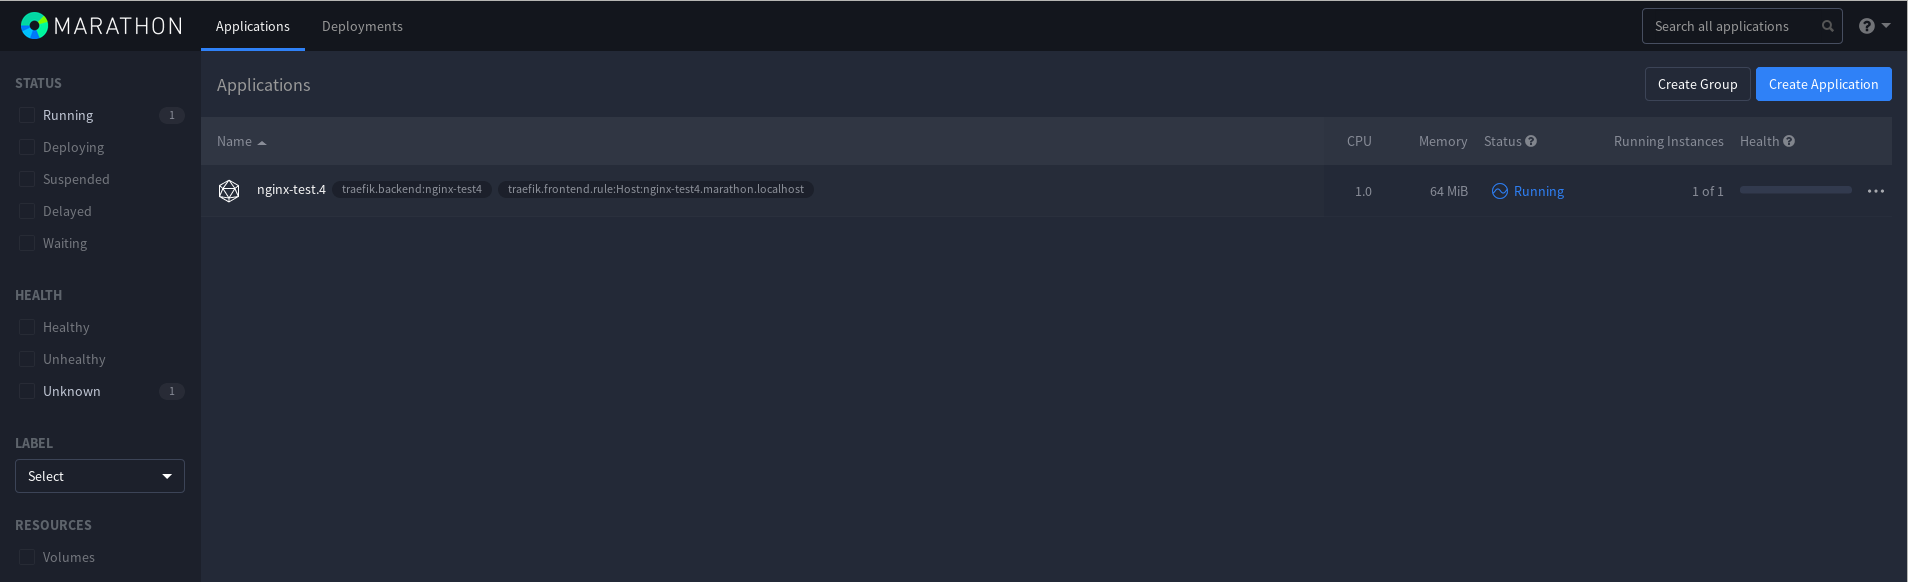 MARATHON Applications Deployments Search all applications
STATUS
Running 1
Deploying
Suspended
Delayed
Waiting
HEALTH
Healthy
Unhealthy
Unknown 1
LABEL
Select
RESOURCES
Volumes
Applications Create Group Create Application
Name CPU Memory Status Running Instances Health
nginx-test.4 traefik.backend:nginx-test4 traefik.frontend.rule:Host:nginx-test4.marathon.localhost 1.0 64 MiB Running 1 of 1